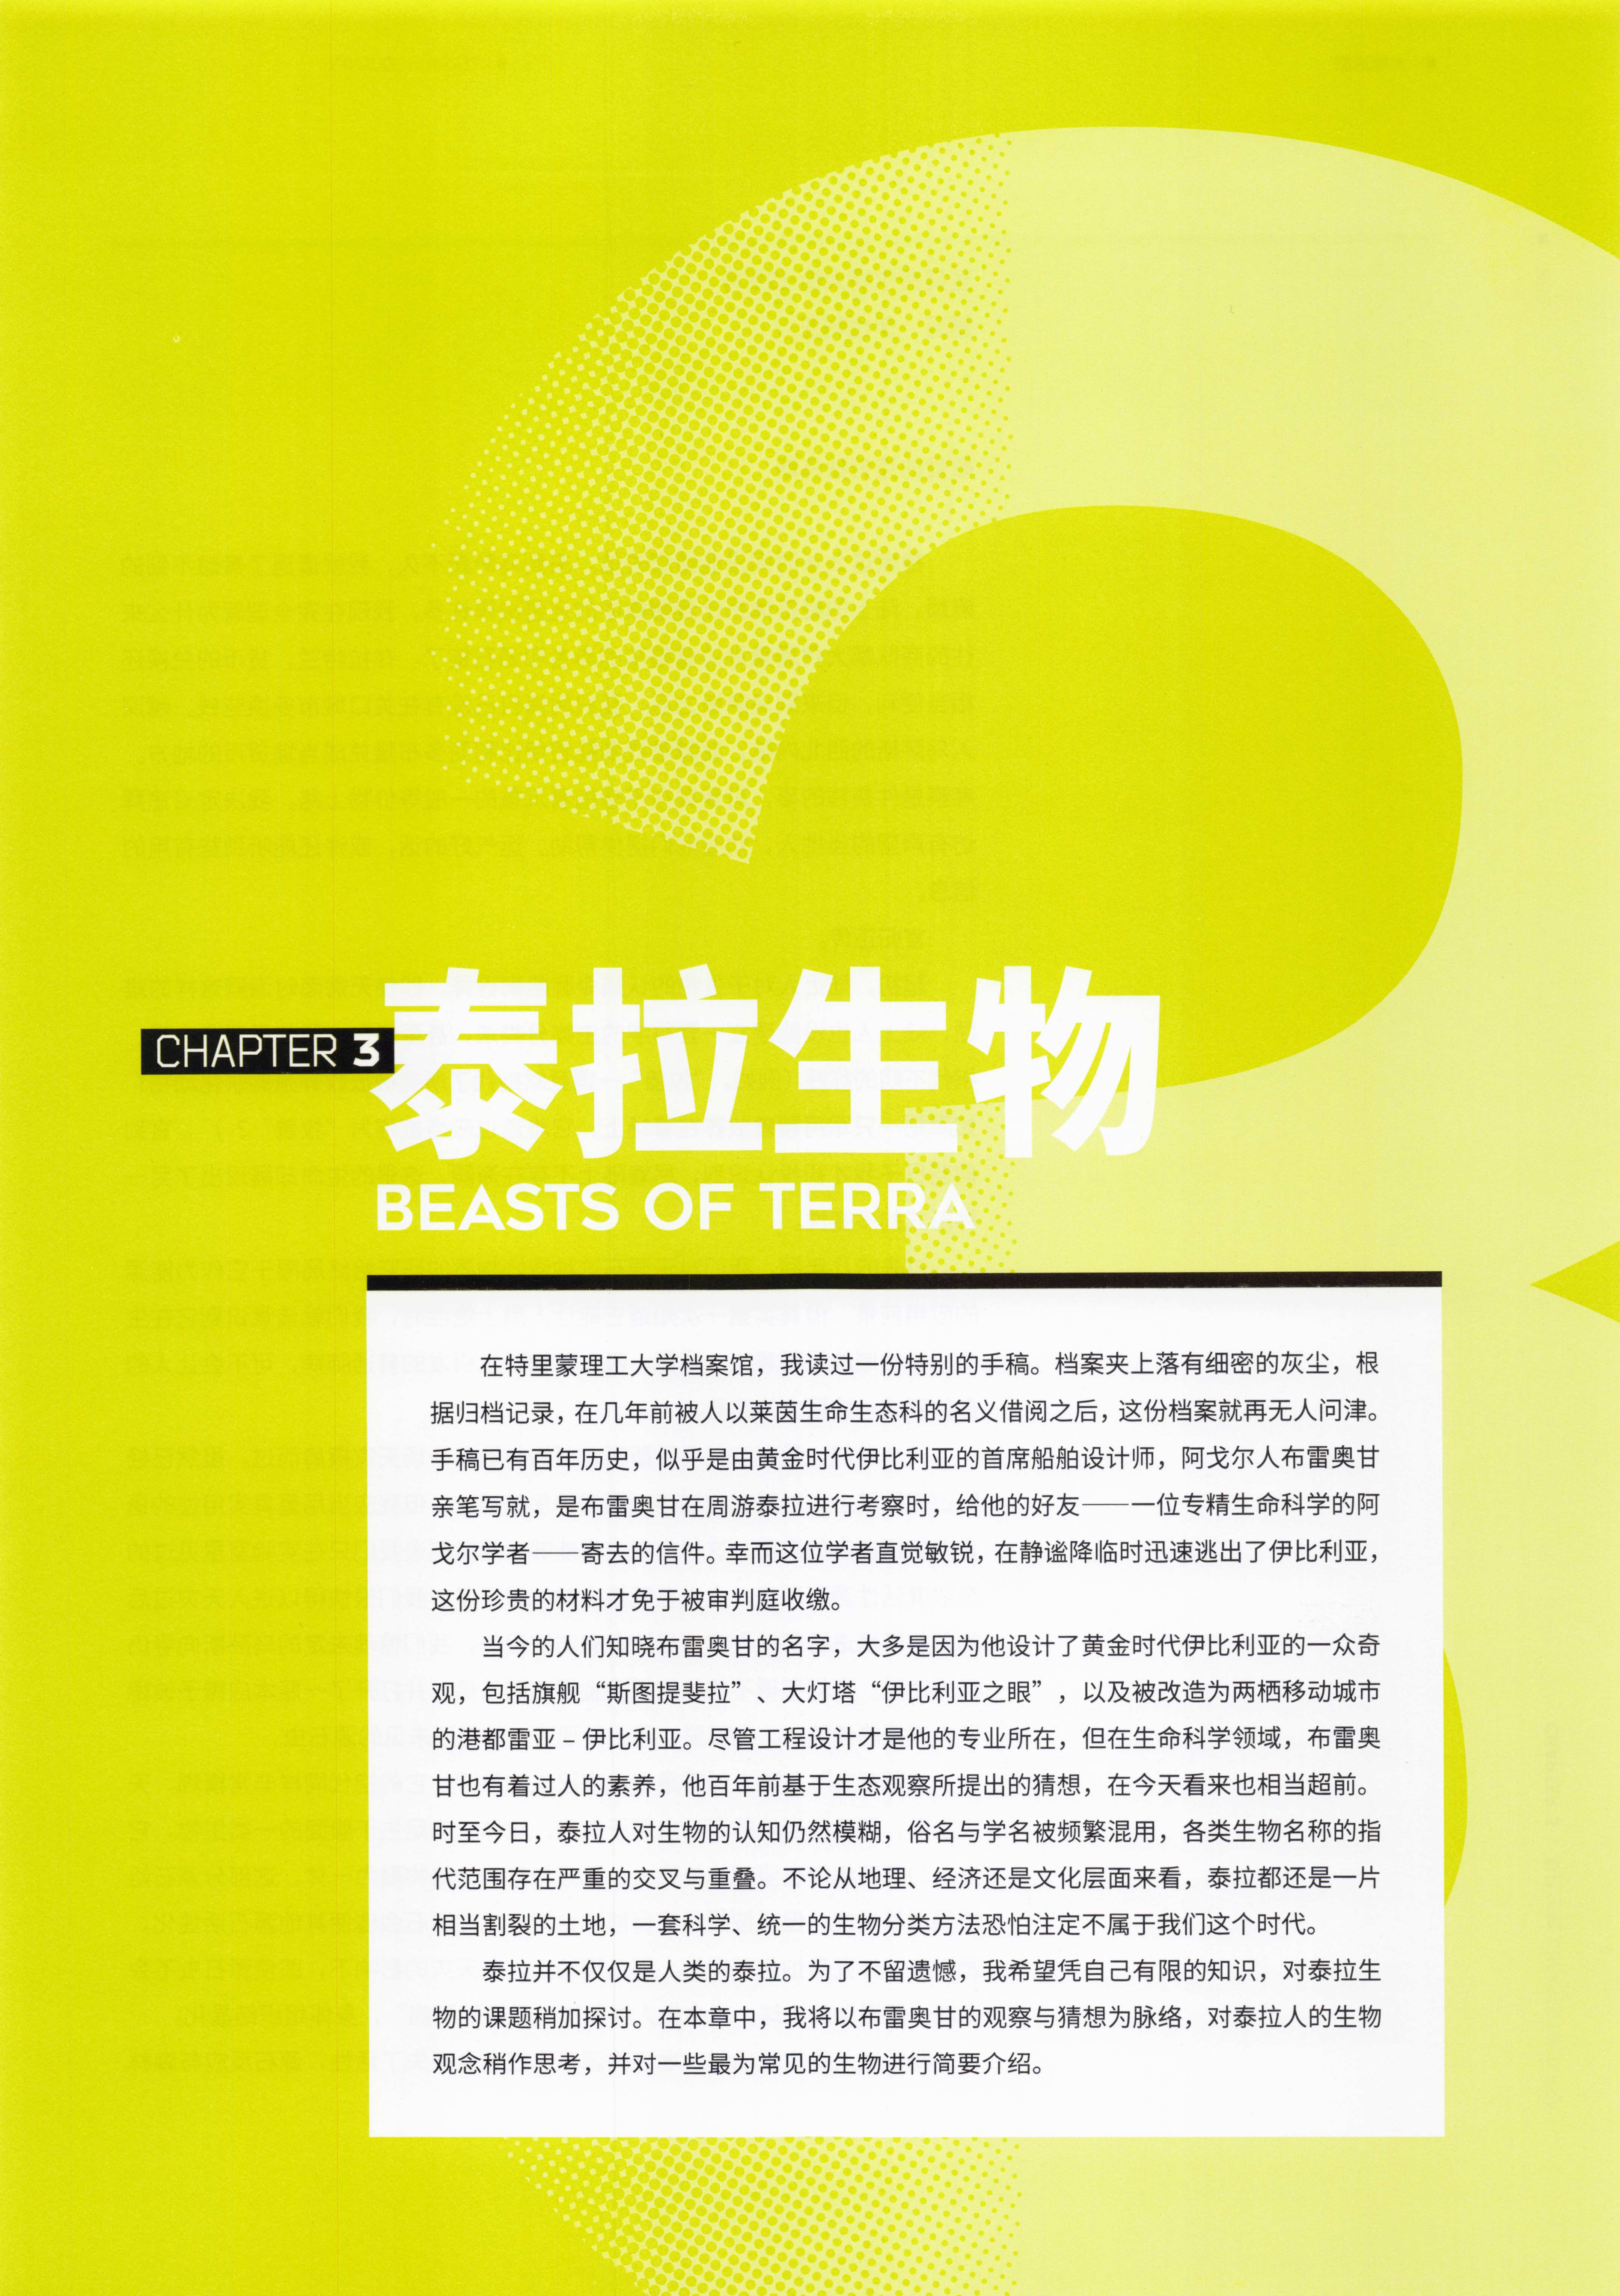 CHAPTER 3
泰拉生物
BEASTS OF TERRA
在特里蒙理工大学档案馆，我读过一份特别的手稿。档案夹上落有细密的灰尘，根
据归档记录，在几年前被人以莱茵生命生态科的名义借阅之后，这份档案就再无人问津。
手稿已有百年历史，似乎是由黄金时代伊比利亚的首席船舶设计师，阿戈尔人布雷奥甘
亲笔写就，是布雷奥甘在周游泰拉进行考察时，给他的好友——一位专精生命科学的阿
戈尔学者——寄去的信件。幸而这位学者直觉敏锐，在静谧降临时迅速逃出了伊比利亚，
这份珍贵的材料才免于被审判庭收缴。
当今的人们知晓布雷奥甘的名字，大多是因为他设计了黄金时代伊比利亚的一众奇
观，包括旗舰“斯图提斐拉”、大灯塔“伊比利亚之眼”，以及被改造为两栖移动城市
的港都雷亚 – 伊比利亚。尽管工程设计才是他的专业所在，但在生命科学领域，布雷奥
甘也有着过人的素养，他百年前基于生态观察所提出的猜想，在今天看来也相当超前。
时至今日，泰拉人对生物的认知仍然模糊，俗名与学名被频繁混用，各类生物名称的指
代范围存在严重的交叉与重叠。不论从地理、经济还是文化层面来看，泰拉都还是一片
相当割裂的土地，一套科学、统一的生物分类方法恐怕注定不属于我们这个时代。
泰拉并不仅仅是人类的泰拉。为了不留遗憾，我希望凭自己有限的知识，对泰拉生
物的课题稍加探讨。在本章中，我将以布雷奥甘的观察与猜想为脉络，对泰拉人的生物
观念稍作思考，并对一些最为常见的生物进行简要介绍。